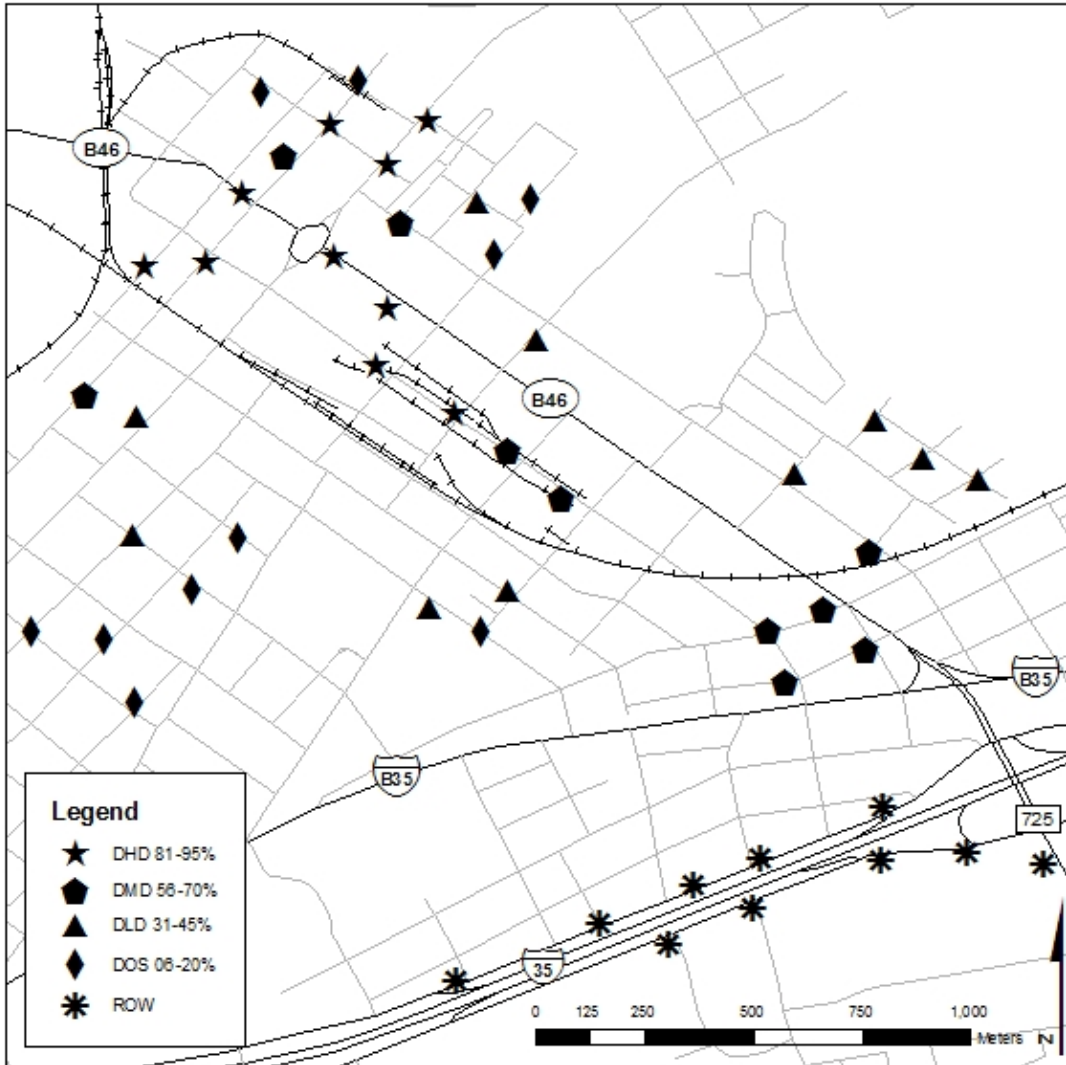 B46
B46
B35
B35
725
35
Legend
DHD 81-95%
DMD 56-70%
DLD 31-45%
DOS 06-20%
ROW
0 125 250 500 750 1,000
Meters
N